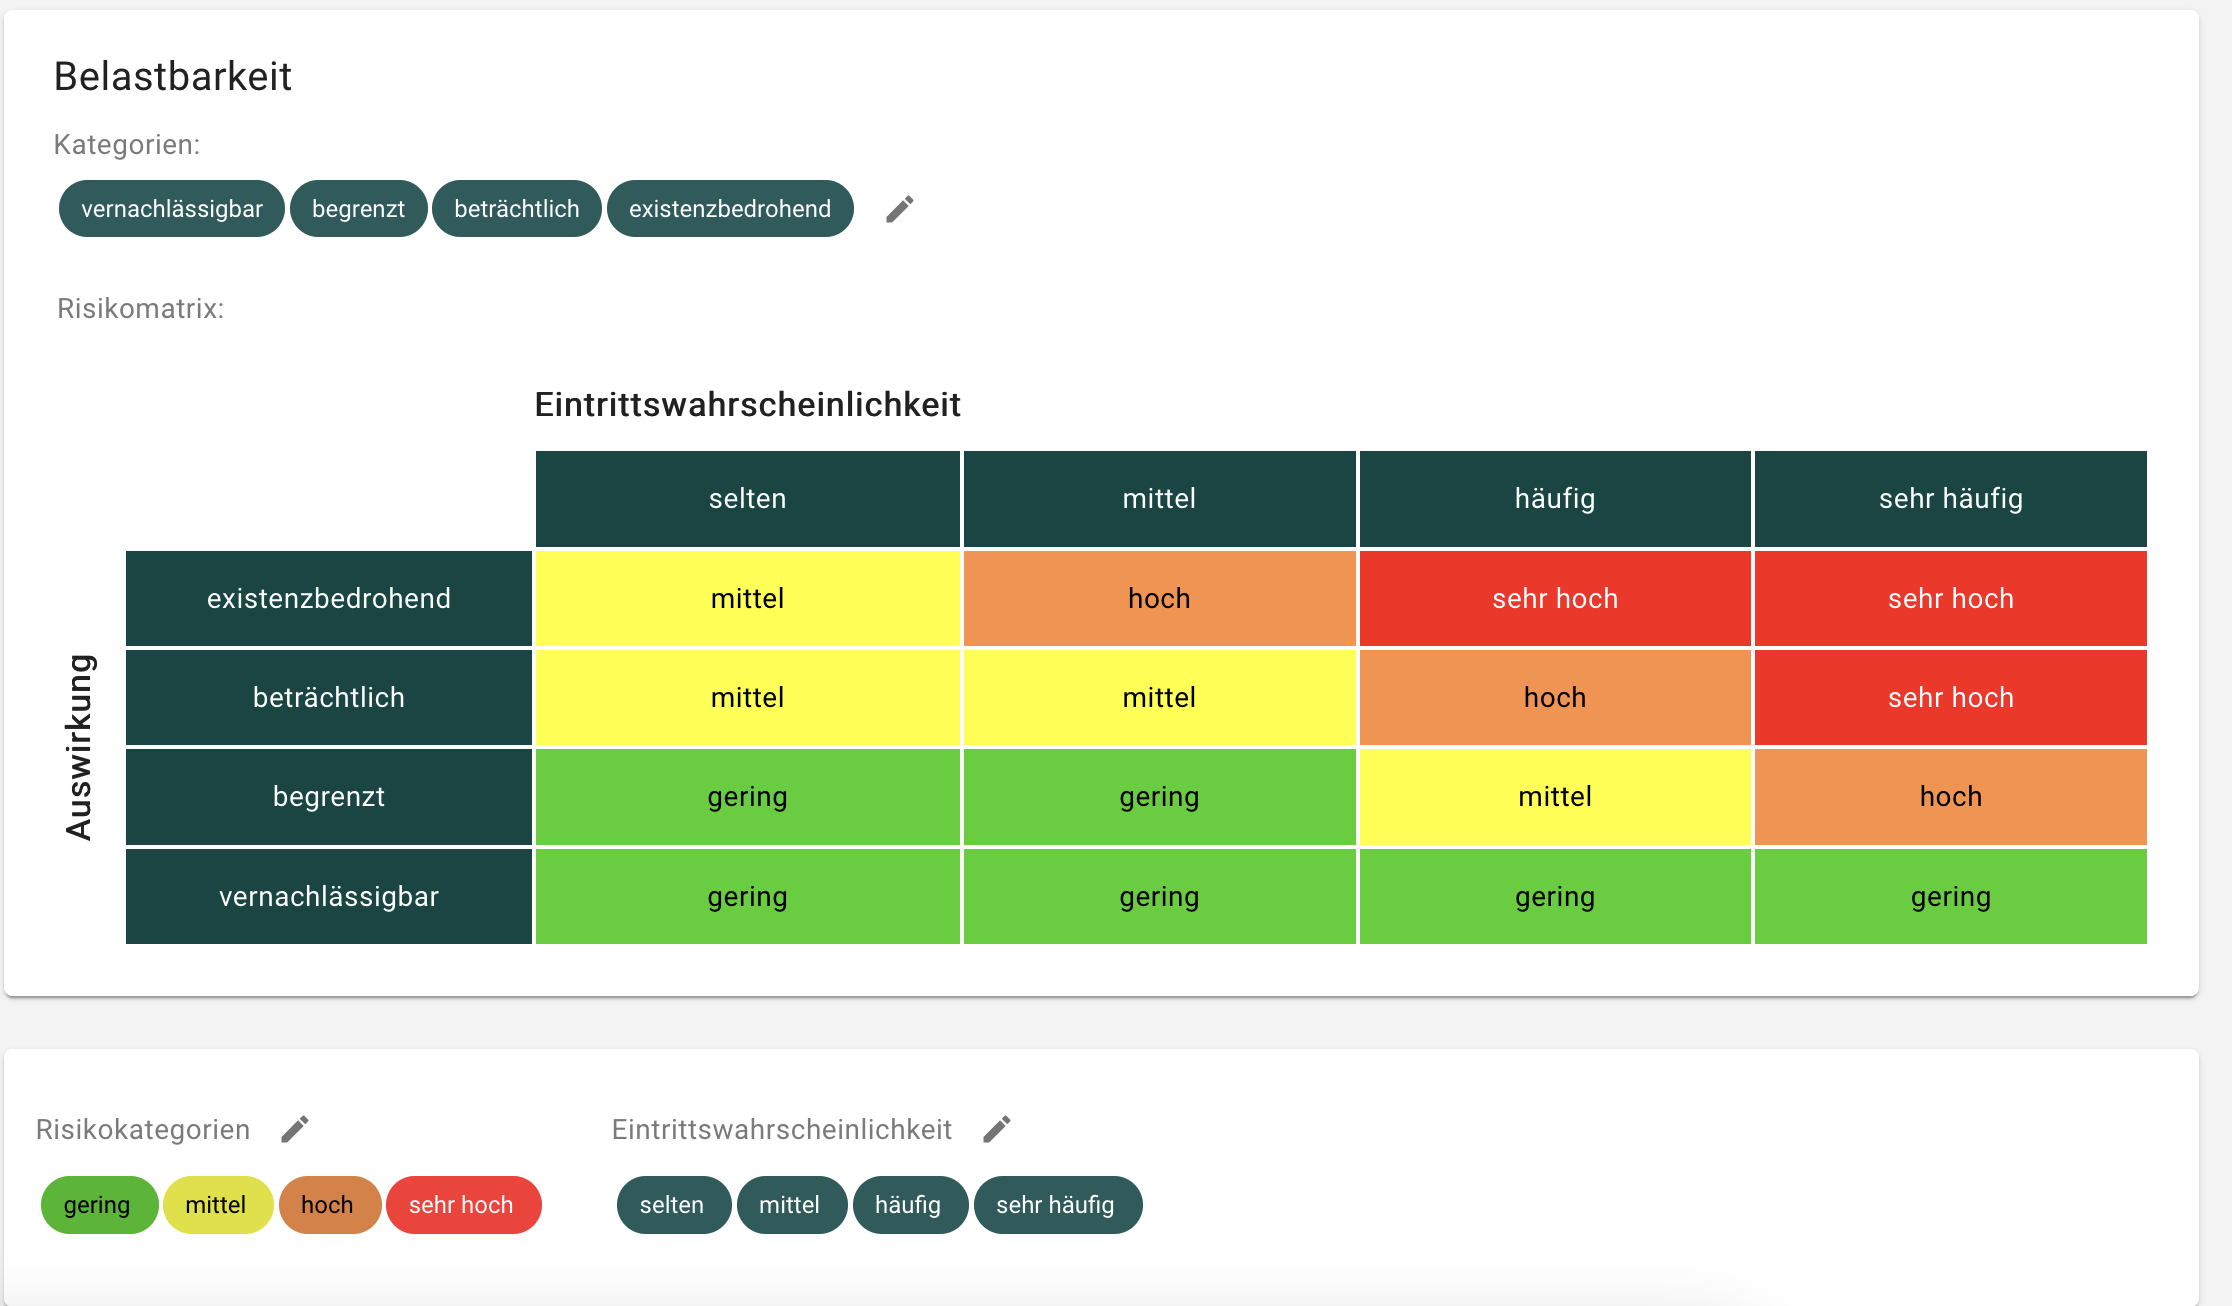 Belastbarkeit
Kategorien:
vernachlässigbar begrenzt beträchtlich existenzbedrohend
Risikomatrix:
Eintrittswahrscheinlichkeit
selten mittel häufig sehr häufig
Auswirkung
existenzbedrohend mittel hoch sehr hoch sehr hoch
beträchtlich mittel mittel hoch sehr hoch
begrenzt gering gering mittel hoch
vernachlässigbar gering gering gering gering
Risikokategorien Eintrittswahrscheinlichkeit
gering mittel hoch sehr hoch selten mittel häufig sehr häufig